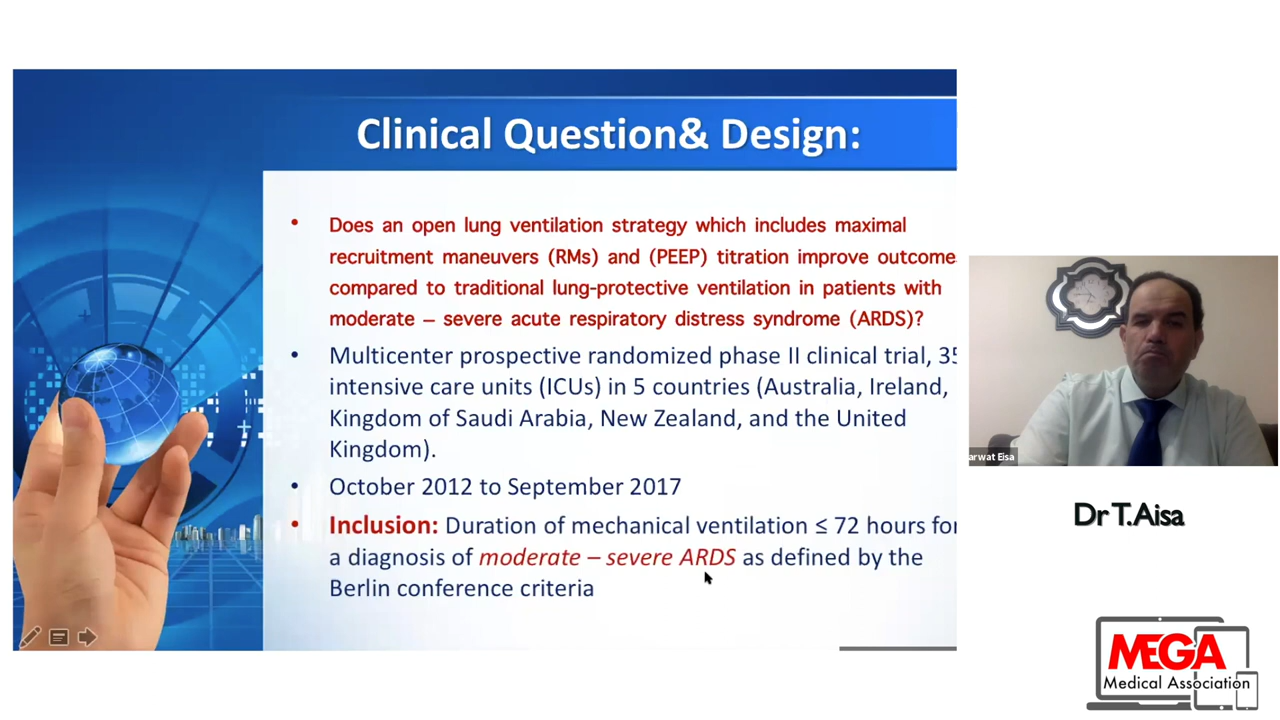 Clinical Question& Design:
• Does an open lung ventilation strategy which includes maximal
recruitment maneuvers (RMs) and (PEEP) titration improve outcome
compared to traditional lung-protective ventilation in patients with
moderate – severe acute respiratory distress syndrome (ARDS)?
• Multicenter prospective randomized phase II clinical trial, 35
intensive care units (ICUs) in 5 countries (Australia, Ireland,
Kingdom of Saudi Arabia, New Zealand, and the United
Kingdom).
• October 2012 to September 2017
• Inclusion: Duration of mechanical ventilation ≤ 72 hours for
a diagnosis of moderate – severe ARDS as defined by the
Berlin conference criteria
arwat Eisa
Dr T.Aisa
MEGA
Medical Association